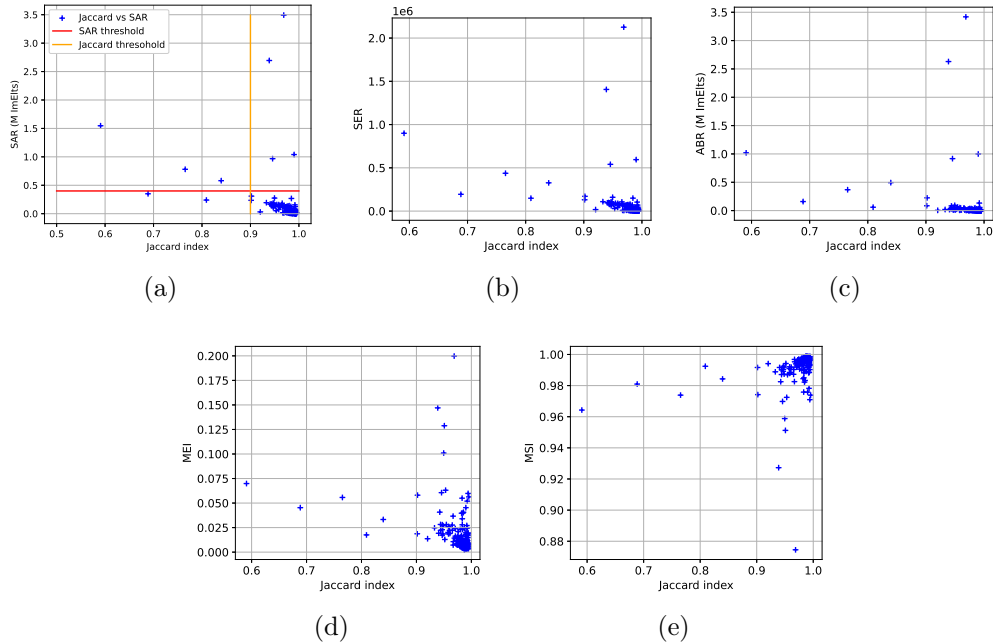 Jaccard vs SAR
SAR threshold
Jaccard thresohold
SAR (M ImElts)
3.5
3.0
2.5
2.0
1.5
1.0
0.5
0.0
0.5 0.6 0.7 0.8 0.9 1.0
Jaccard index
(a)
1e6
SER
2.0
1.5
1.0
0.5
0.0
0.6 0.7 0.8 0.9 1.0
Jaccard index
(b)
ABR (M ImElts)
3.5
3.0
2.5
2.0
1.5
1.0
0.5
0.0
0.6 0.7 0.8 0.9 1.0
Jaccard index
(c)
MEI
0.200
0.175
0.150
0.125
0.100
0.075
0.050
0.025
0.000
0.6 0.7 0.8 0.9 1.0
Jaccard index
(d)
MSI
1.00
0.98
0.96
0.94
0.92
0.90
0.88
0.6 0.7 0.8 0.9 1.0
Jaccard index
(e)